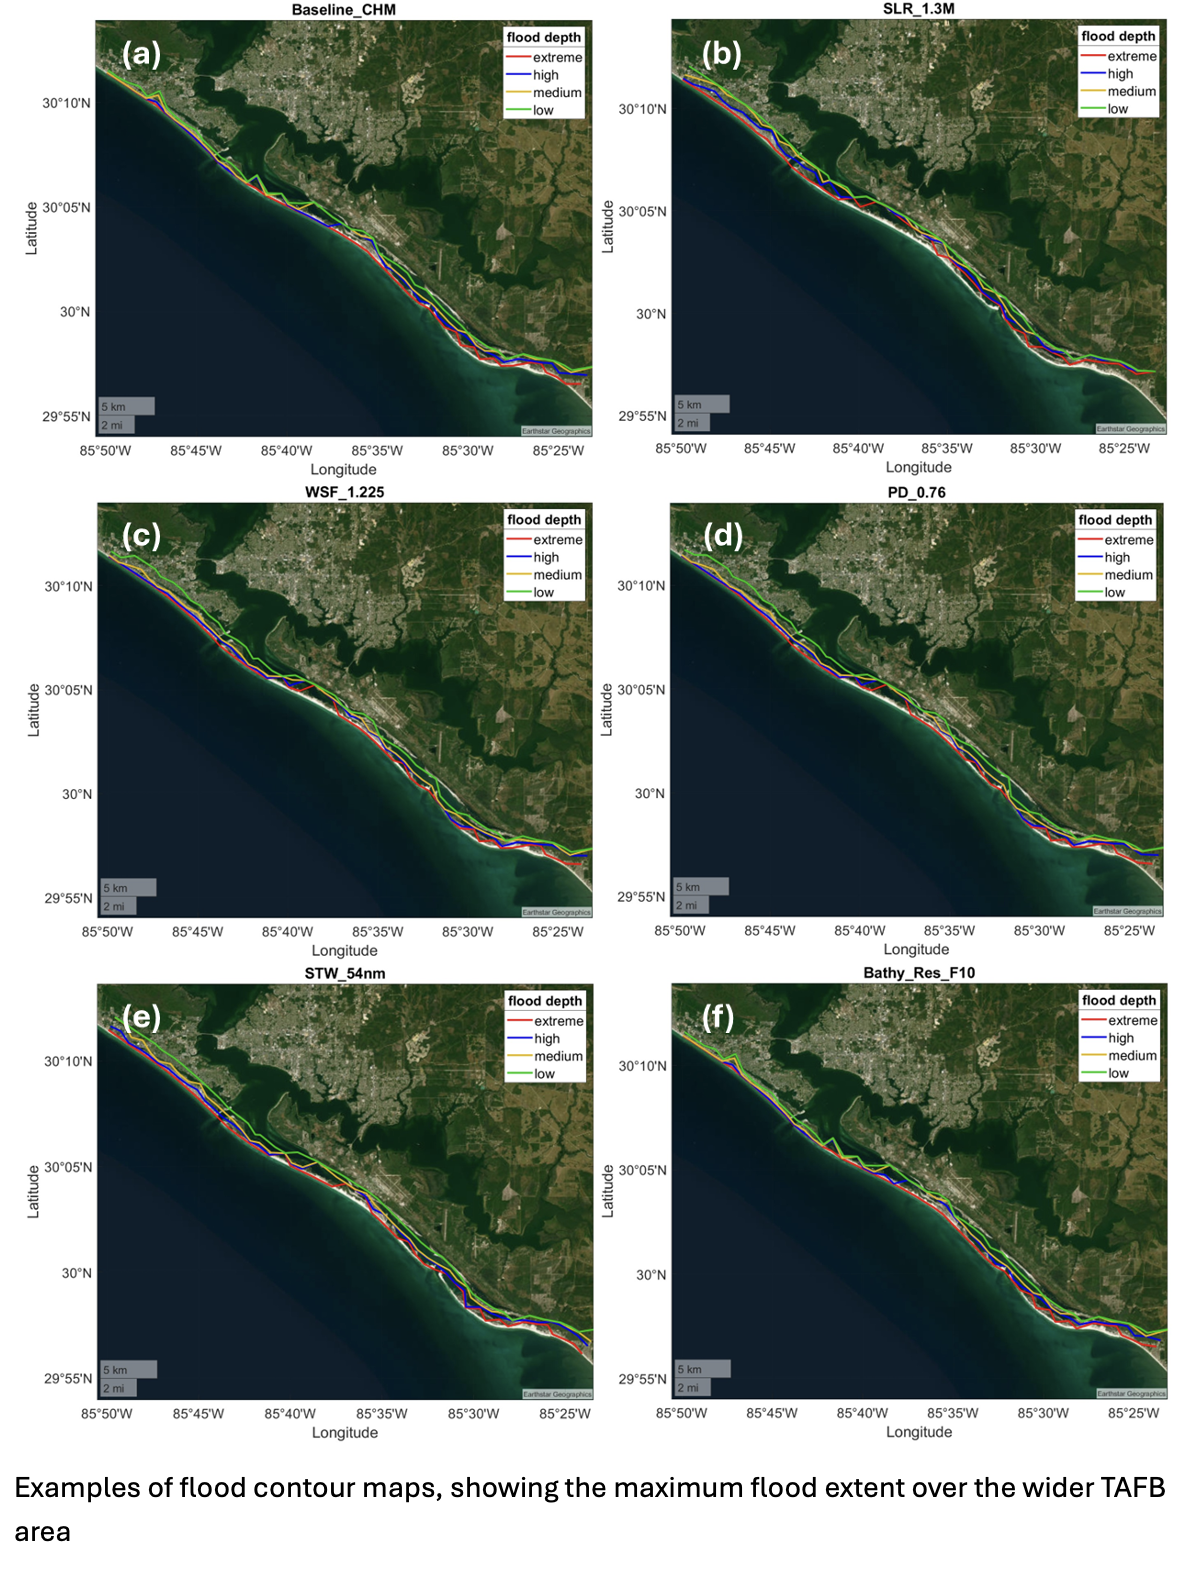 Baseline_CHM
(a)
flood depth
extreme
high
medium
low
30°10'N
30°05'N
30°N
29°55'N
Latitude
5 km
2 mi
Earthstar Geographics
85°50'W 85°45'W 85°40'W 85°35'W 85°30'W 85°25'W
Longitude
SLR_1.3M
(b)
flood depth
extreme
high
medium
low
30°10'N
30°05'N
30°N
29°55'N
Latitude
5 km
2 mi
Earthstar Geographics
85°50'W 85°45'W 85°40'W 85°35'W 85°30'W 85°25'W
Longitude
WSF_1.225
(c)
flood depth
extreme
high
medium
low
30°10'N
30°05'N
30°N
29°55'N
Latitude
5 km
2 mi
Earthstar Geographics
85°50'W 85°45'W 85°40'W 85°35'W 85°30'W 85°25'W
Longitude
PD_0.76
(d)
flood depth
extreme
high
medium
low
30°10'N
30°05'N
30°N
29°55'N
Latitude
5 km
2 mi
Earthstar Geographics
85°50'W 85°45'W 85°40'W 85°35'W 85°30'W 85°25'W
Longitude
STW_54nm
(e)
flood depth
extreme
high
medium
low
30°10'N
30°05'N
30°N
29°55'N
Latitude
5 km
2 mi
Earthstar Geographics
85°50'W 85°45'W 85°40'W 85°35'W 85°30'W 85°25'W
Longitude
Bathy_Res_F10
(f)
flood depth
extreme
high
medium
low
30°10'N
30°05'N
30°N
29°55'N
Latitude
5 km
2 mi
Earthstar Geographics
85°50'W 85°45'W 85°40'W 85°35'W 85°30'W 85°25'W
Longitude
Examples of flood contour maps, showing the maximum flood extent over the wider TAFB
area